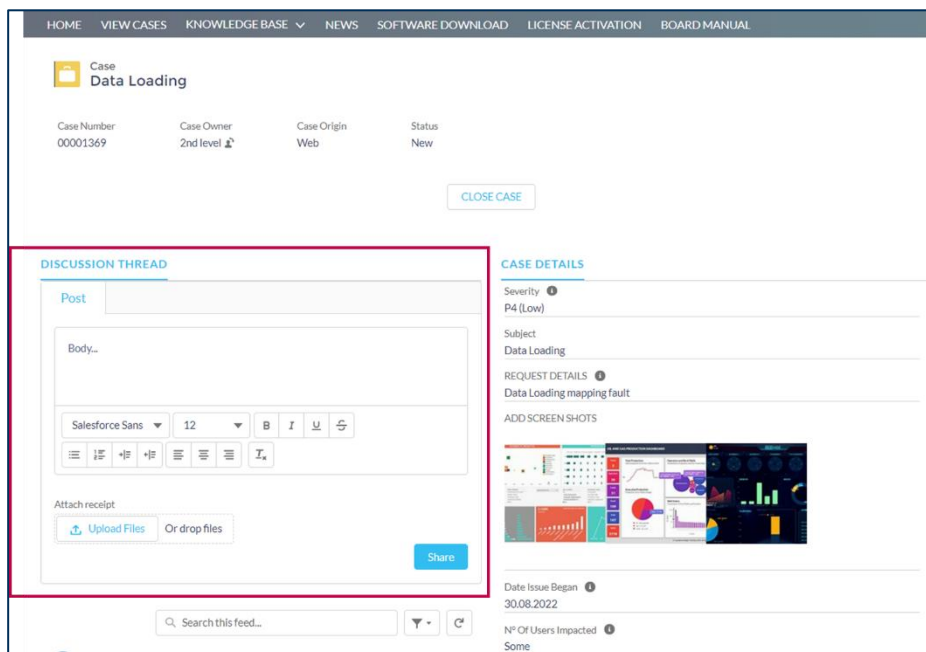 HOME VIEW CASES KNOWLEDGE BASE NEWS SOFTWARE DOWNLOAD LICENSE ACTIVATION BOARD MANUAL
Case
Data Loading
Case Number Case Owner Case Origin Status
00001369 2nd level Web New
CLOSE CASE
DISCUSSION THREAD
Post
Body...
Salesforce Sans 12 B I U S
Attach receipt
Upload Files Or drop files
Share
Search this feed...
CASE DETAILS
Severity
P4 (Low)
Subject
Data Loading
REQUEST DETAILS
Data Loading mapping fault
ADD SCREEN SHOTS
Date Issue Began
30.08.2022
Nº Of Users Impacted
Some